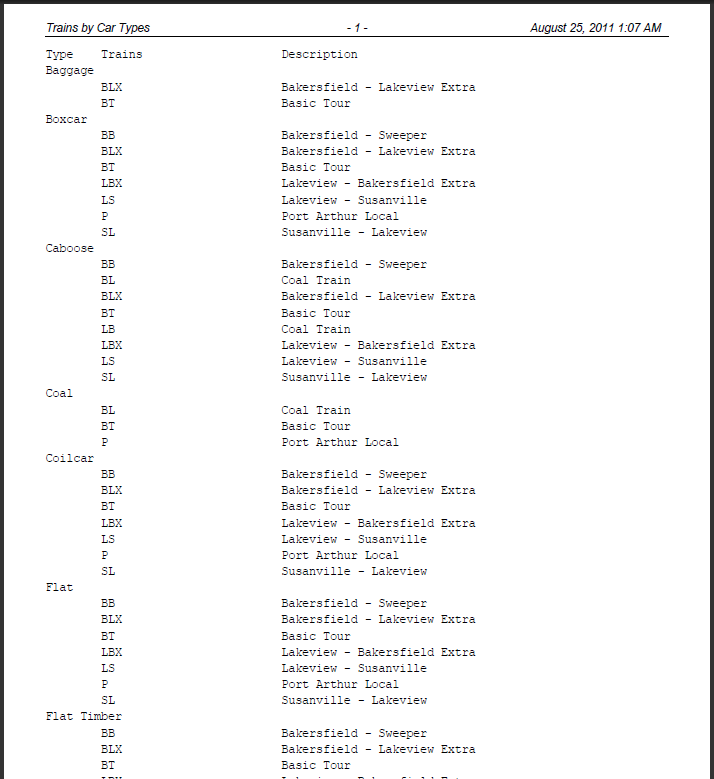 Trains by Car Types - 1 - August 25, 2011 1:07 AM
Type Trains Description
Baggage
BLX Bakersfield - Lakeview Extra
BT Basic Tour
Boxcar
BB Bakersfield - Sweeper
BLX Bakersfield - Lakeview Extra
BT Basic Tour
LBX Lakeview - Bakersfield Extra
LS Lakeview - Susanville
P Port Arthur Local
SL Susanville - Lakeview
Caboose
BB Bakersfield - Sweeper
BL Coal Train
BLX Bakersfield - Lakeview Extra
BT Basic Tour
LB Coal Train
LBX Lakeview - Bakersfield Extra
LS Lakeview - Susanville
SL Susanville - Lakeview
Coal
BL Coal Train
BT Basic Tour
P Port Arthur Local
Coilcar
BB Bakersfield - Sweeper
BLX Bakersfield - Lakeview Extra
BT Basic Tour
LBX Lakeview - Bakersfield Extra
LS Lakeview - Susanville
P Port Arthur Local
SL Susanville - Lakeview
Flat
BB Bakersfield - Sweeper
BLX Bakersfield - Lakeview Extra
BT Basic Tour
LBX Lakeview - Bakersfield Extra
LS Lakeview - Susanville
P Port Arthur Local
SL Susanville - Lakeview
Flat Timber
BB Bakersfield - Sweeper
BLX Bakersfield - Lakeview Extra
BT Basic Tour